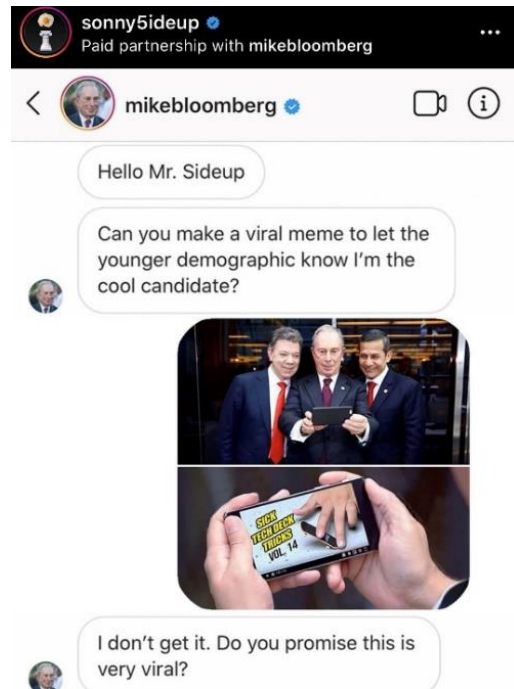 sonny5ideup
Paid partnership with mikebloomberg
mikebloomberg
Hello Mr. Sideup
Can you make a viral meme to let the
younger demographic know I'm the
cool candidate?
SICK
TECH DECK
TRICKS
VOL. 14
I don't get it. Do you promise this is
very viral?